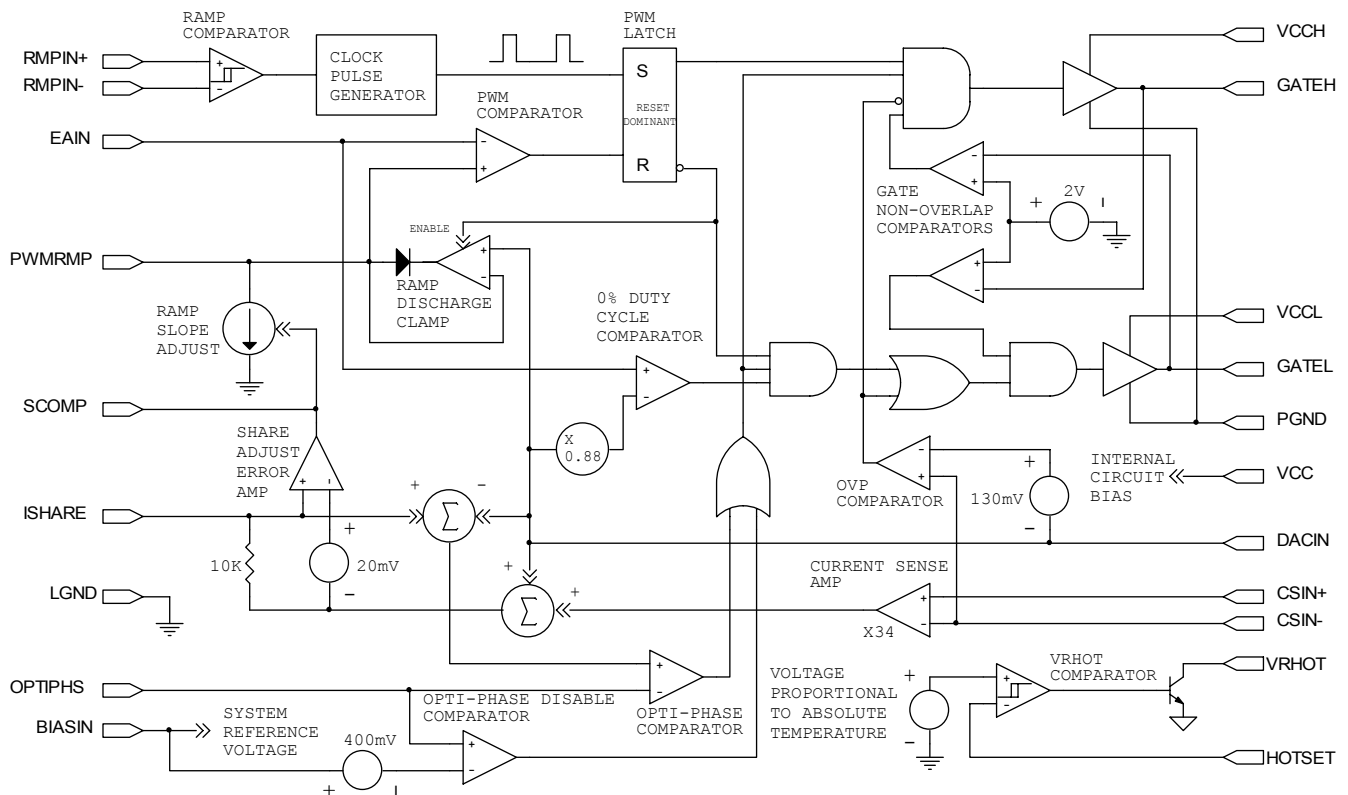 RAMP
COMPARATOR
PWM
LATCH
VCCH
RMPIN+
RMPIN-
+
-
CLOCK
PULSE
GENERATOR
S
RESET
DOMINANT
R
GATEH
EAIN
PWM
COMPARATOR
-
+
-
+
GATE
NON-OVERLAP
COMPARATORS
+
2V
-
ENABLE
PWMRMP
+
-
RAMP
DISCHARGE
CLAMP
+
-
RAMP
SLOPE
ADJUST
0% DUTY
CYCLE
COMPARATOR
VCCL
+
-
GATEL
SCOMP
PGND
SHARE
ADJUST
ERROR
AMP
+
-
X
0.88
-
+
OVP
COMPARATOR
+
130mV
-
INTERNAL
CIRCUIT
BIAS
VCC
ISHARE
+
Σ
-
10K
+
20mV
-
DACIN
LGND
+
Σ
+
CURRENT SENSE
AMP
+
-
X34
CSIN+
CSIN-
OPTIPHS
+
-
OPTI-PHASE DISABLE
COMPARATOR
OPTI-PHASE
COMPARATOR
VOLTAGE
PROPORTIONAL
TO ABSOLUTE
TEMPERATURE
+
-
VRHOT
COMPARATOR
+
-
VRHOT
BIASIN
SYSTEM
REFERENCE
VOLTAGE
400mV
+
-
+
-
HOTSET